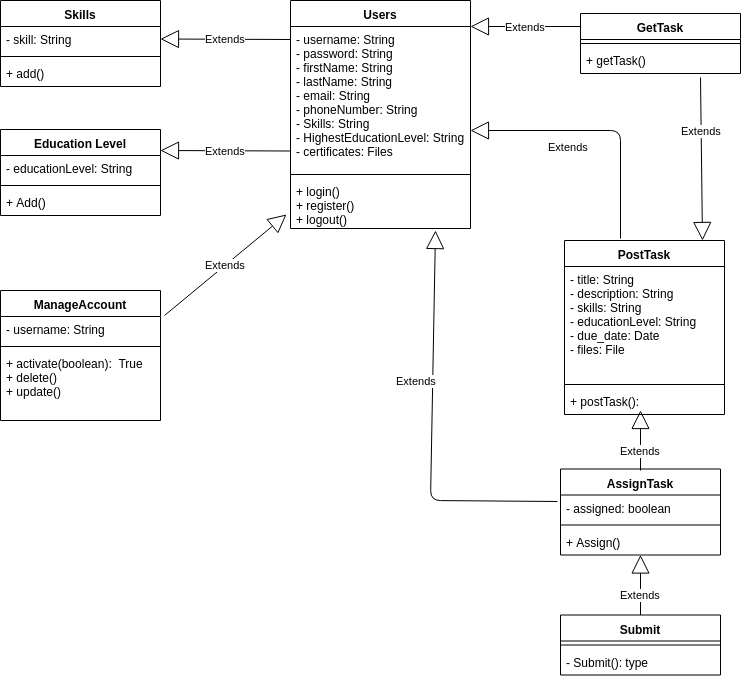 Skills
- skill: String
+ add()
Extends
Users
- username: String
- password: String
- firstName: String
- lastName: String
- email: String
- phoneNumber: String
- Skills: String
- HighestEducationLevel: String
- certificates: Files
+ login()
+ register()
+ logout()
Extends
GetTask
+ getTask()
Education Level
- educationLevel: String
+ Add()
Extends
Extends
Extends
ManageAccount
- username: String
+ activate(boolean):  True
+ delete()
+ update()
Extends
Extends
PostTask
- title: String
- description: String
- skills: String
- educationLevel: String
- due_date: Date
- files: File
+ postTask():
Extends
AssignTask
- assigned: boolean
+ Assign()
Extends
Submit
- Submit(): type